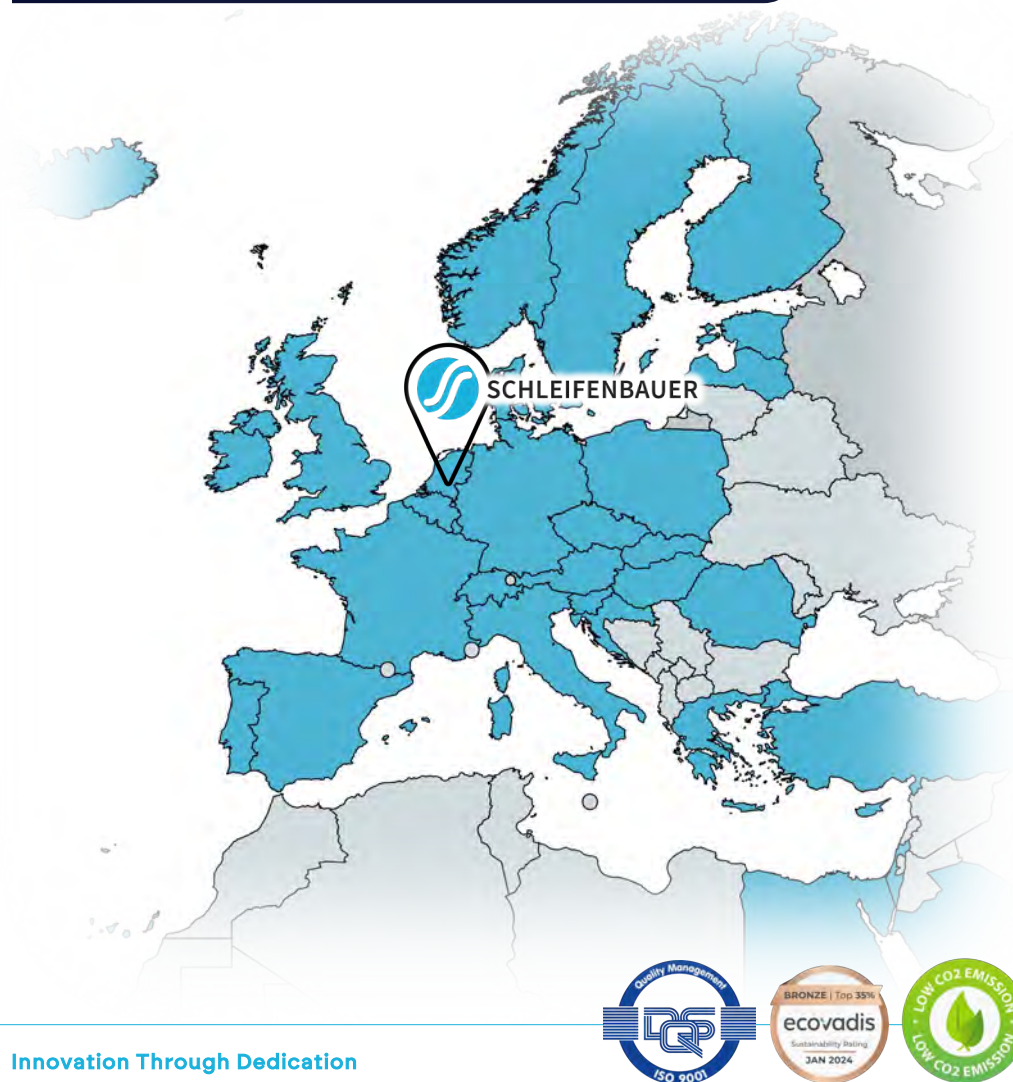 SCHLEIFENBAUER
Quality Management
DQS
ISO 9001
BRONZE | Top 35%
ecovadis
Sustainability Rating
JAN 2024
LOW CO2 EMISSION
LOW CO2 EMISSION
Innovation Through Dedication